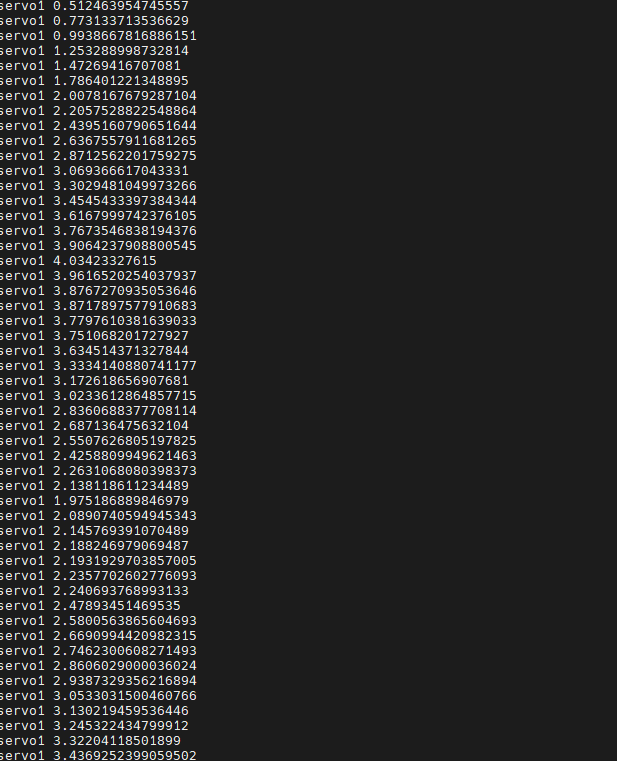 servo1 0.512463954745557
servo1 0.773133713536629
servo1 0.9938667816886151
servo1 1.253288998732814
servo1 1.47269416707081
servo1 1.786401221348895
servo1 2.0078167679287104
servo1 2.2057528822548864
servo1 2.4395160790651644
servo1 2.6367557911681265
servo1 2.8712562201759275
servo1 3.069366617043331
servo1 3.3029481049973266
servo1 3.4545433397384344
servo1 3.6167999742376105
servo1 3.7673546838194376
servo1 3.9064237908800545
servo1 4.03423327615
servo1 3.9616520254037937
servo1 3.8767270935053646
servo1 3.8717897577910683
servo1 3.7797610381639033
servo1 3.751068201727927
servo1 3.634514371327844
servo1 3.3334140880741177
servo1 3.172618656907681
servo1 3.0233612864857715
servo1 2.8360688377708114
servo1 2.687136475632104
servo1 2.5507626805197825
servo1 2.4258809949621463
servo1 2.2631068080398373
servo1 2.138118611234489
servo1 1.975186889846979
servo1 2.0890740594945343
servo1 2.145769391070489
servo1 2.188246979069487
servo1 2.1931929703857005
servo1 2.2357702602776093
servo1 2.240693768993133
servo1 2.47893451469535
servo1 2.5800563865604693
servo1 2.6690994420982315
servo1 2.7462300608271493
servo1 2.8606029000036024
servo1 2.9387329356216894
servo1 3.0533031500460766
servo1 3.130219459536446
servo1 3.245322434799912
servo1 3.32204118501899
servo1 3.4369252399059502